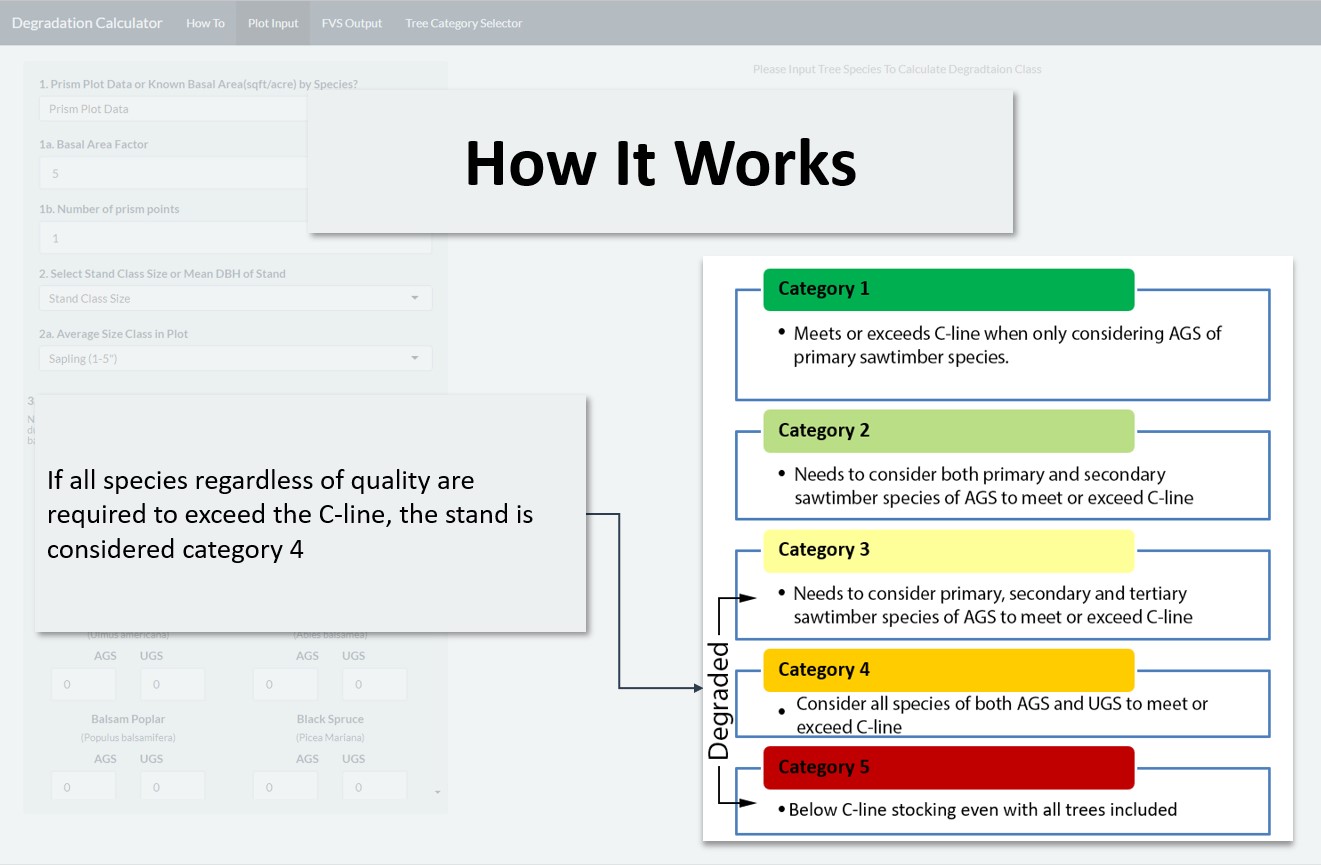 Degradation Calculator How To Plot Input FVS Output Tree Category Selector
Please Input Tree Species To Calculate Degradtaion Class
1. Prism Plot Data or Known Basal Area(sqft/acre) by Species?
Prism Plot Data
1a. Basal Area Factor
5
1b. Number of prism points
1
2. Select Stand Class Size or Mean DBH of Stand
Stand Class Size
2a. Average Size Class in Plot
Sapling (1-5")
3
How It Works
If all species regardless of quality are
required to exceed the C-line, the stand is
considered category 4
(Ulmus americana) (Abies balsamea)
AGS UGS AGS UGS
0 0 0 0
Balsam Poplar Black Spruce
(Populus balsamifera) (Picea Mariana)
AGS UGS AGS UGS
0 0 0 0
Category 1
• Meets or exceeds C-line when only considering AGS of
primary sawtimber species.
Category 2
• Needs to consider both primary and secondary
sawtimber species of AGS to meet or exceed C-line
Category 3
• Needs to consider primary, secondary and tertiary
sawtimber species of AGS to meet or exceed C-line
Degraded
Category 4
• Consider all species of both AGS and UGS to meet or
exceed C-line
Category 5
• Below C-line stocking even with all trees included